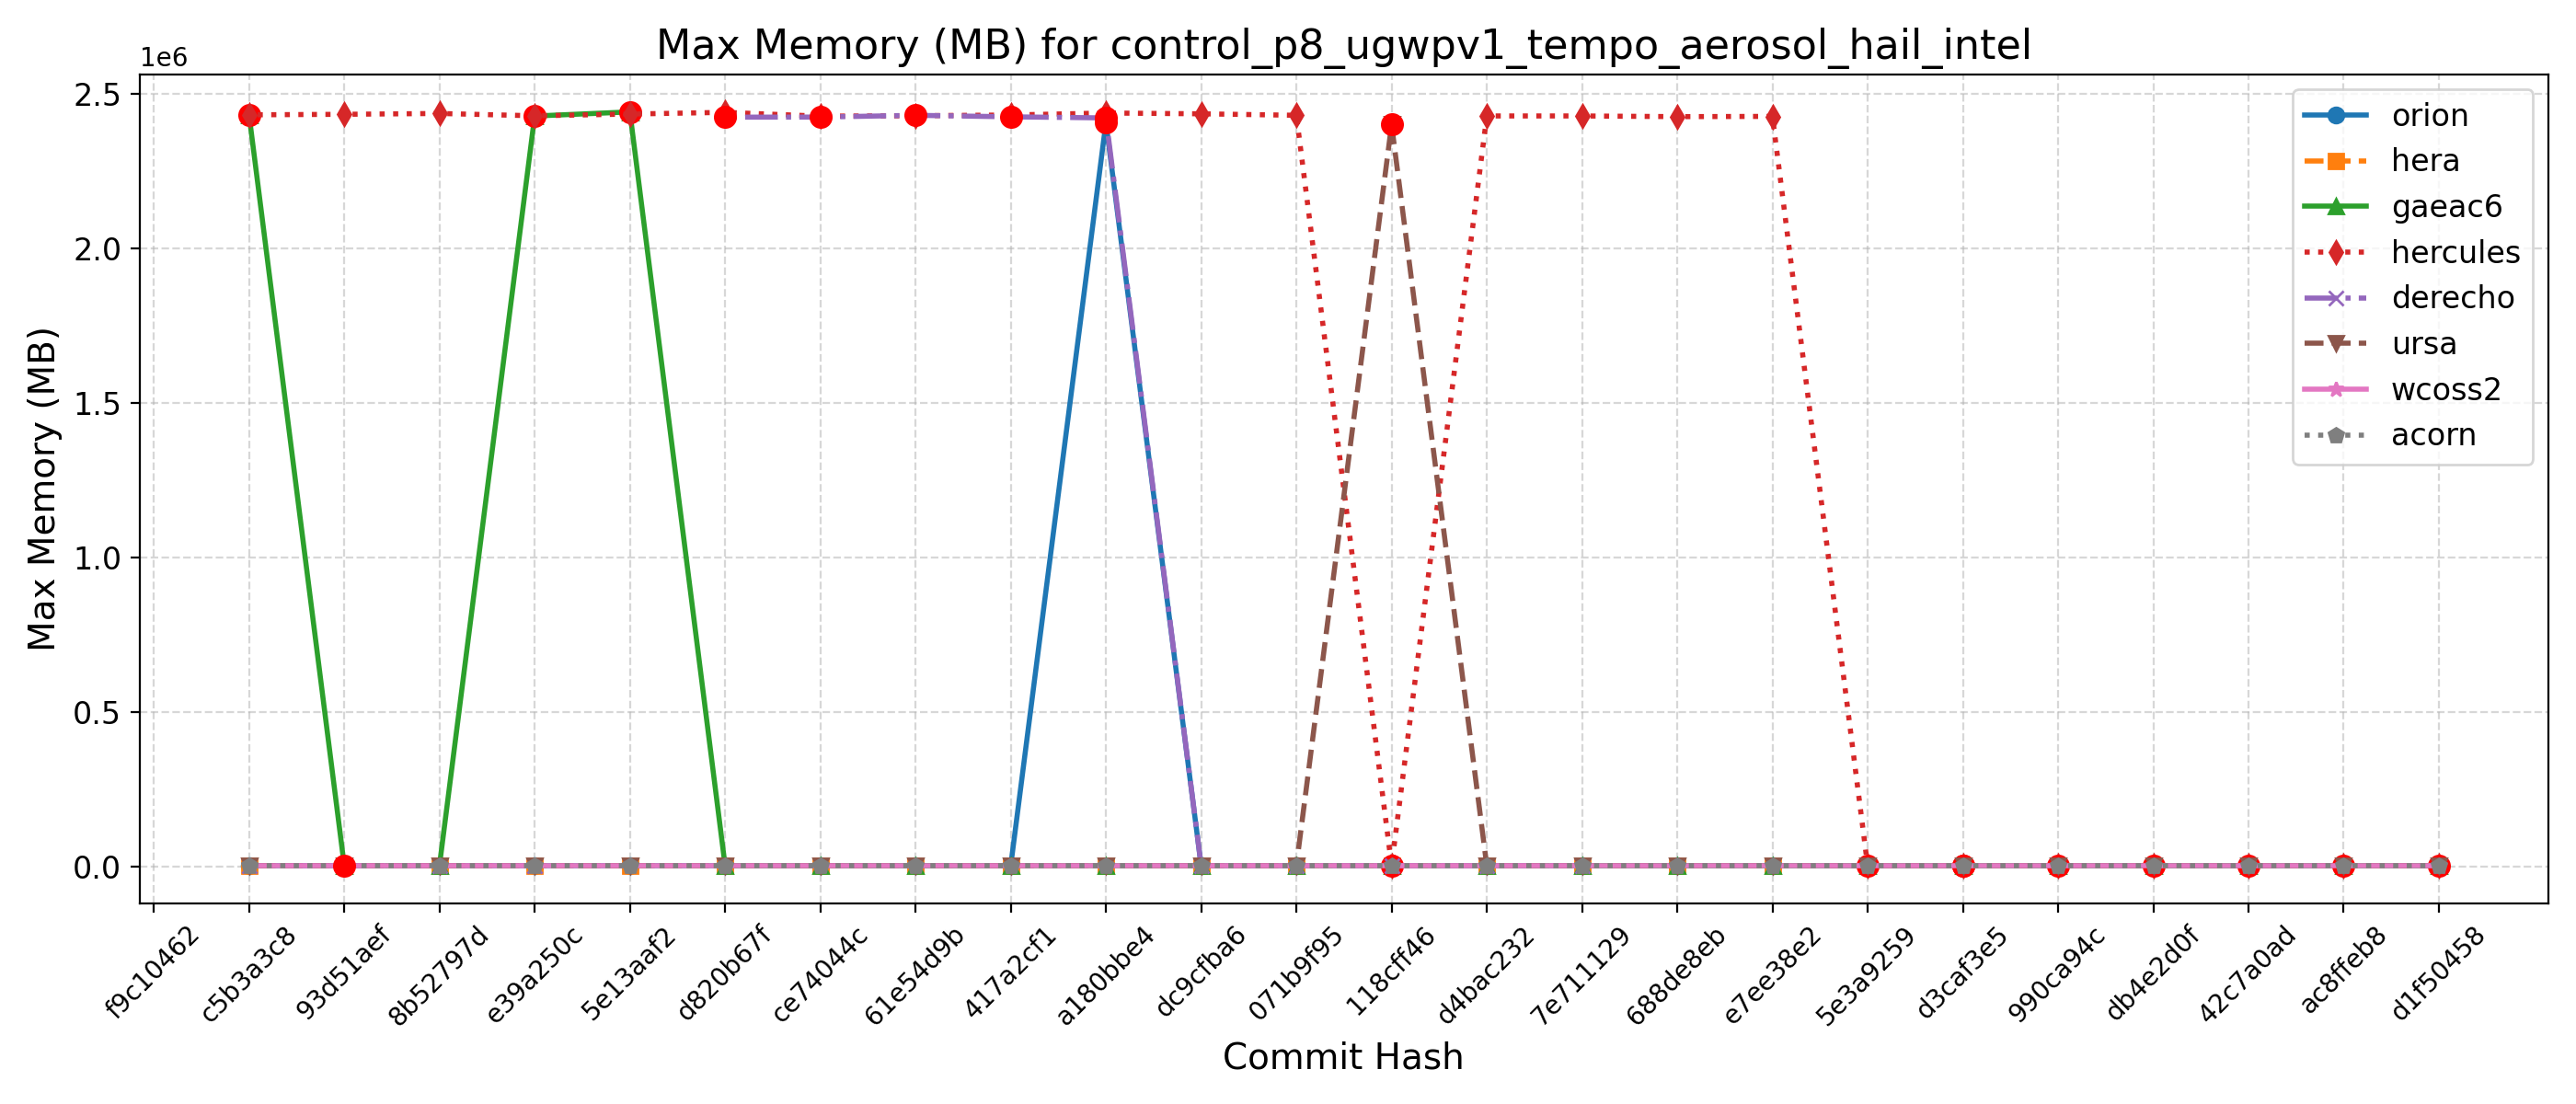 Max Memory (MB) for control_p8_ugwpv1_tempo_aerosol_hail_intel
1e6
2.5
2.0
1.5
1.0
0.5
0.0
Max Memory (MB)
orion
hera
gaeac6
hercules
derecho
ursa
wcoss2
acorn
f9c10462
c5b3a3c8
93d51aef
8b52797d
e39a250c
5e13aaf2
d820b67f
ce74044c
61e54d9b
417a2cf1
a180bbe4
dc9cfba6
071b9f95
118cff46
d4bac232
7e711129
688de8eb
e7ee38e2
5e3a9259
d3caf3e5
990ca94c
db4e2d0f
42c7a0ad
ac8ffeb8
d1f50458
Commit Hash